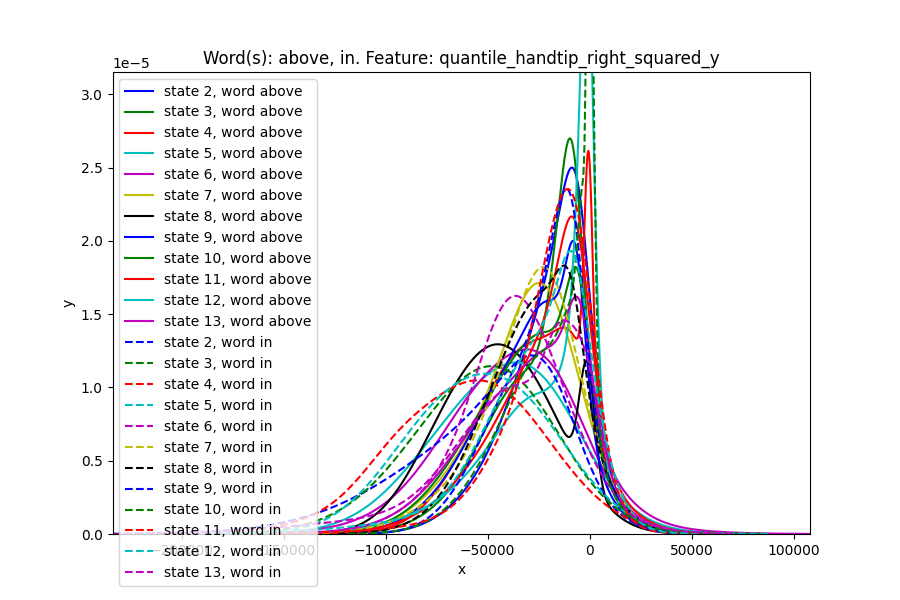 Word(s): above, in. Feature: quantile_handtip_right_squared_y
1e−5
3.0
2.5
2.0
1.5
1.0
0.5
0.0
y
state 2, word above
state 3, word above
state 4, word above
state 5, word above
state 6, word above
state 7, word above
state 8, word above
state 9, word above
state 10, word above
state 11, word above
state 12, word above
state 13, word above
state 2, word in
state 3, word in
state 4, word in
state 5, word in
state 6, word in
state 7, word in
state 8, word in
state 9, word in
state 10, word in
state 11, word in
state 12, word in
state 13, word in
−200000 −150000 −100000 −50000 0 50000 100000
x